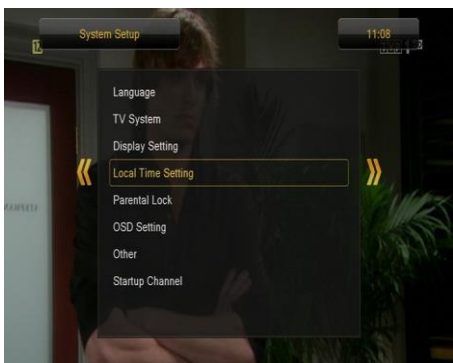 System Setup
11:08
Language
TV System
Display Setting
Local Time Setting
Parental Lock
OSD Setting
Other
Startup Channel